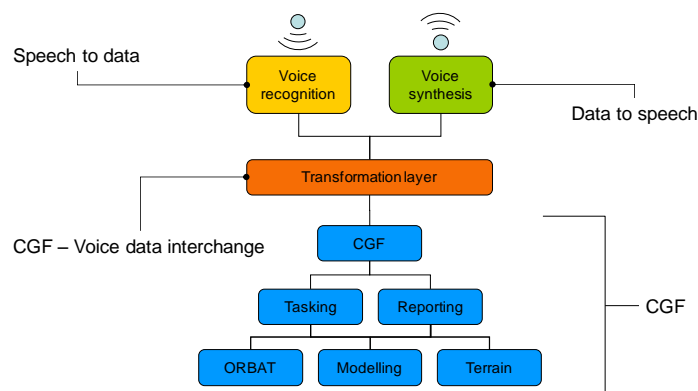 Speech to data
Voice
recognition
Voice
synthesis
Data to speech
Transformation layer
CGF – Voice data interchange
CGF
Tasking
Reporting
CGF
ORBAT
Modelling
Terrain